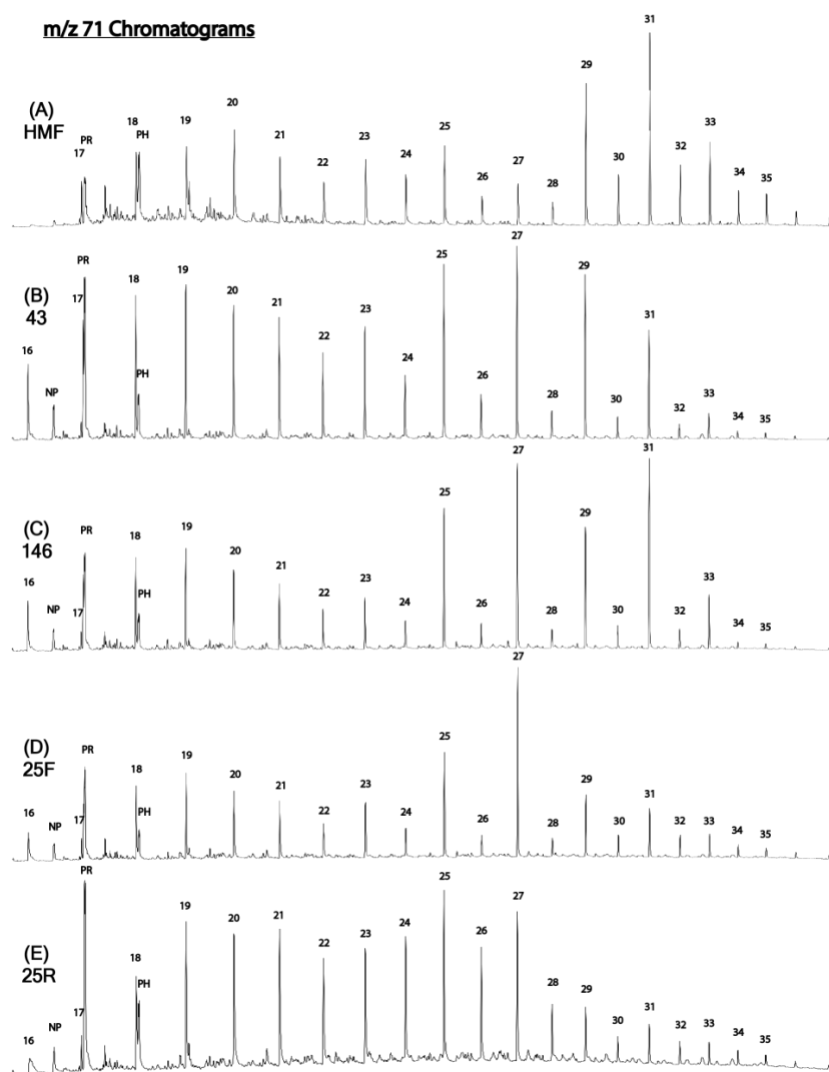 m/z 71 Chromatograms
(A)
HMF
17 PR 18 PH 19 20 21 22 23 24 25 26 27 28 29 30 31 32 33 34 35
(B)
43
16 NP 17 PR 18 PH 19 20 21 22 23 24 25 26 27 28 29 30 31 32 33 34 35
(C)
146
16 NP 17 PR 18 PH 19 20 21 22 23 24 25 26 27 28 29 30 31 32 33 34 35
(D)
25F
16 NP 17 PR 18 PH 19 20 21 22 23 24 25 26 27 28 29 30 31 32 33 34 35
(E)
25R
16 NP 17 PR 18 PH 19 20 21 22 23 24 25 26 27 28 29 30 31 32 33 34 35